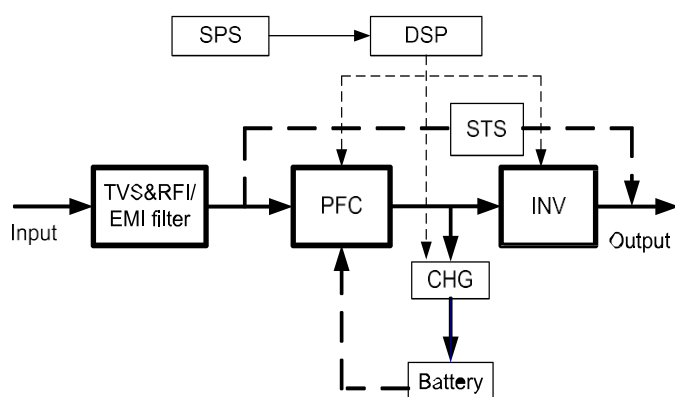 SPS
DSP
STS
TVS&RFI/
EMI filter
PFC
INV
Input
Output
CHG
Battery